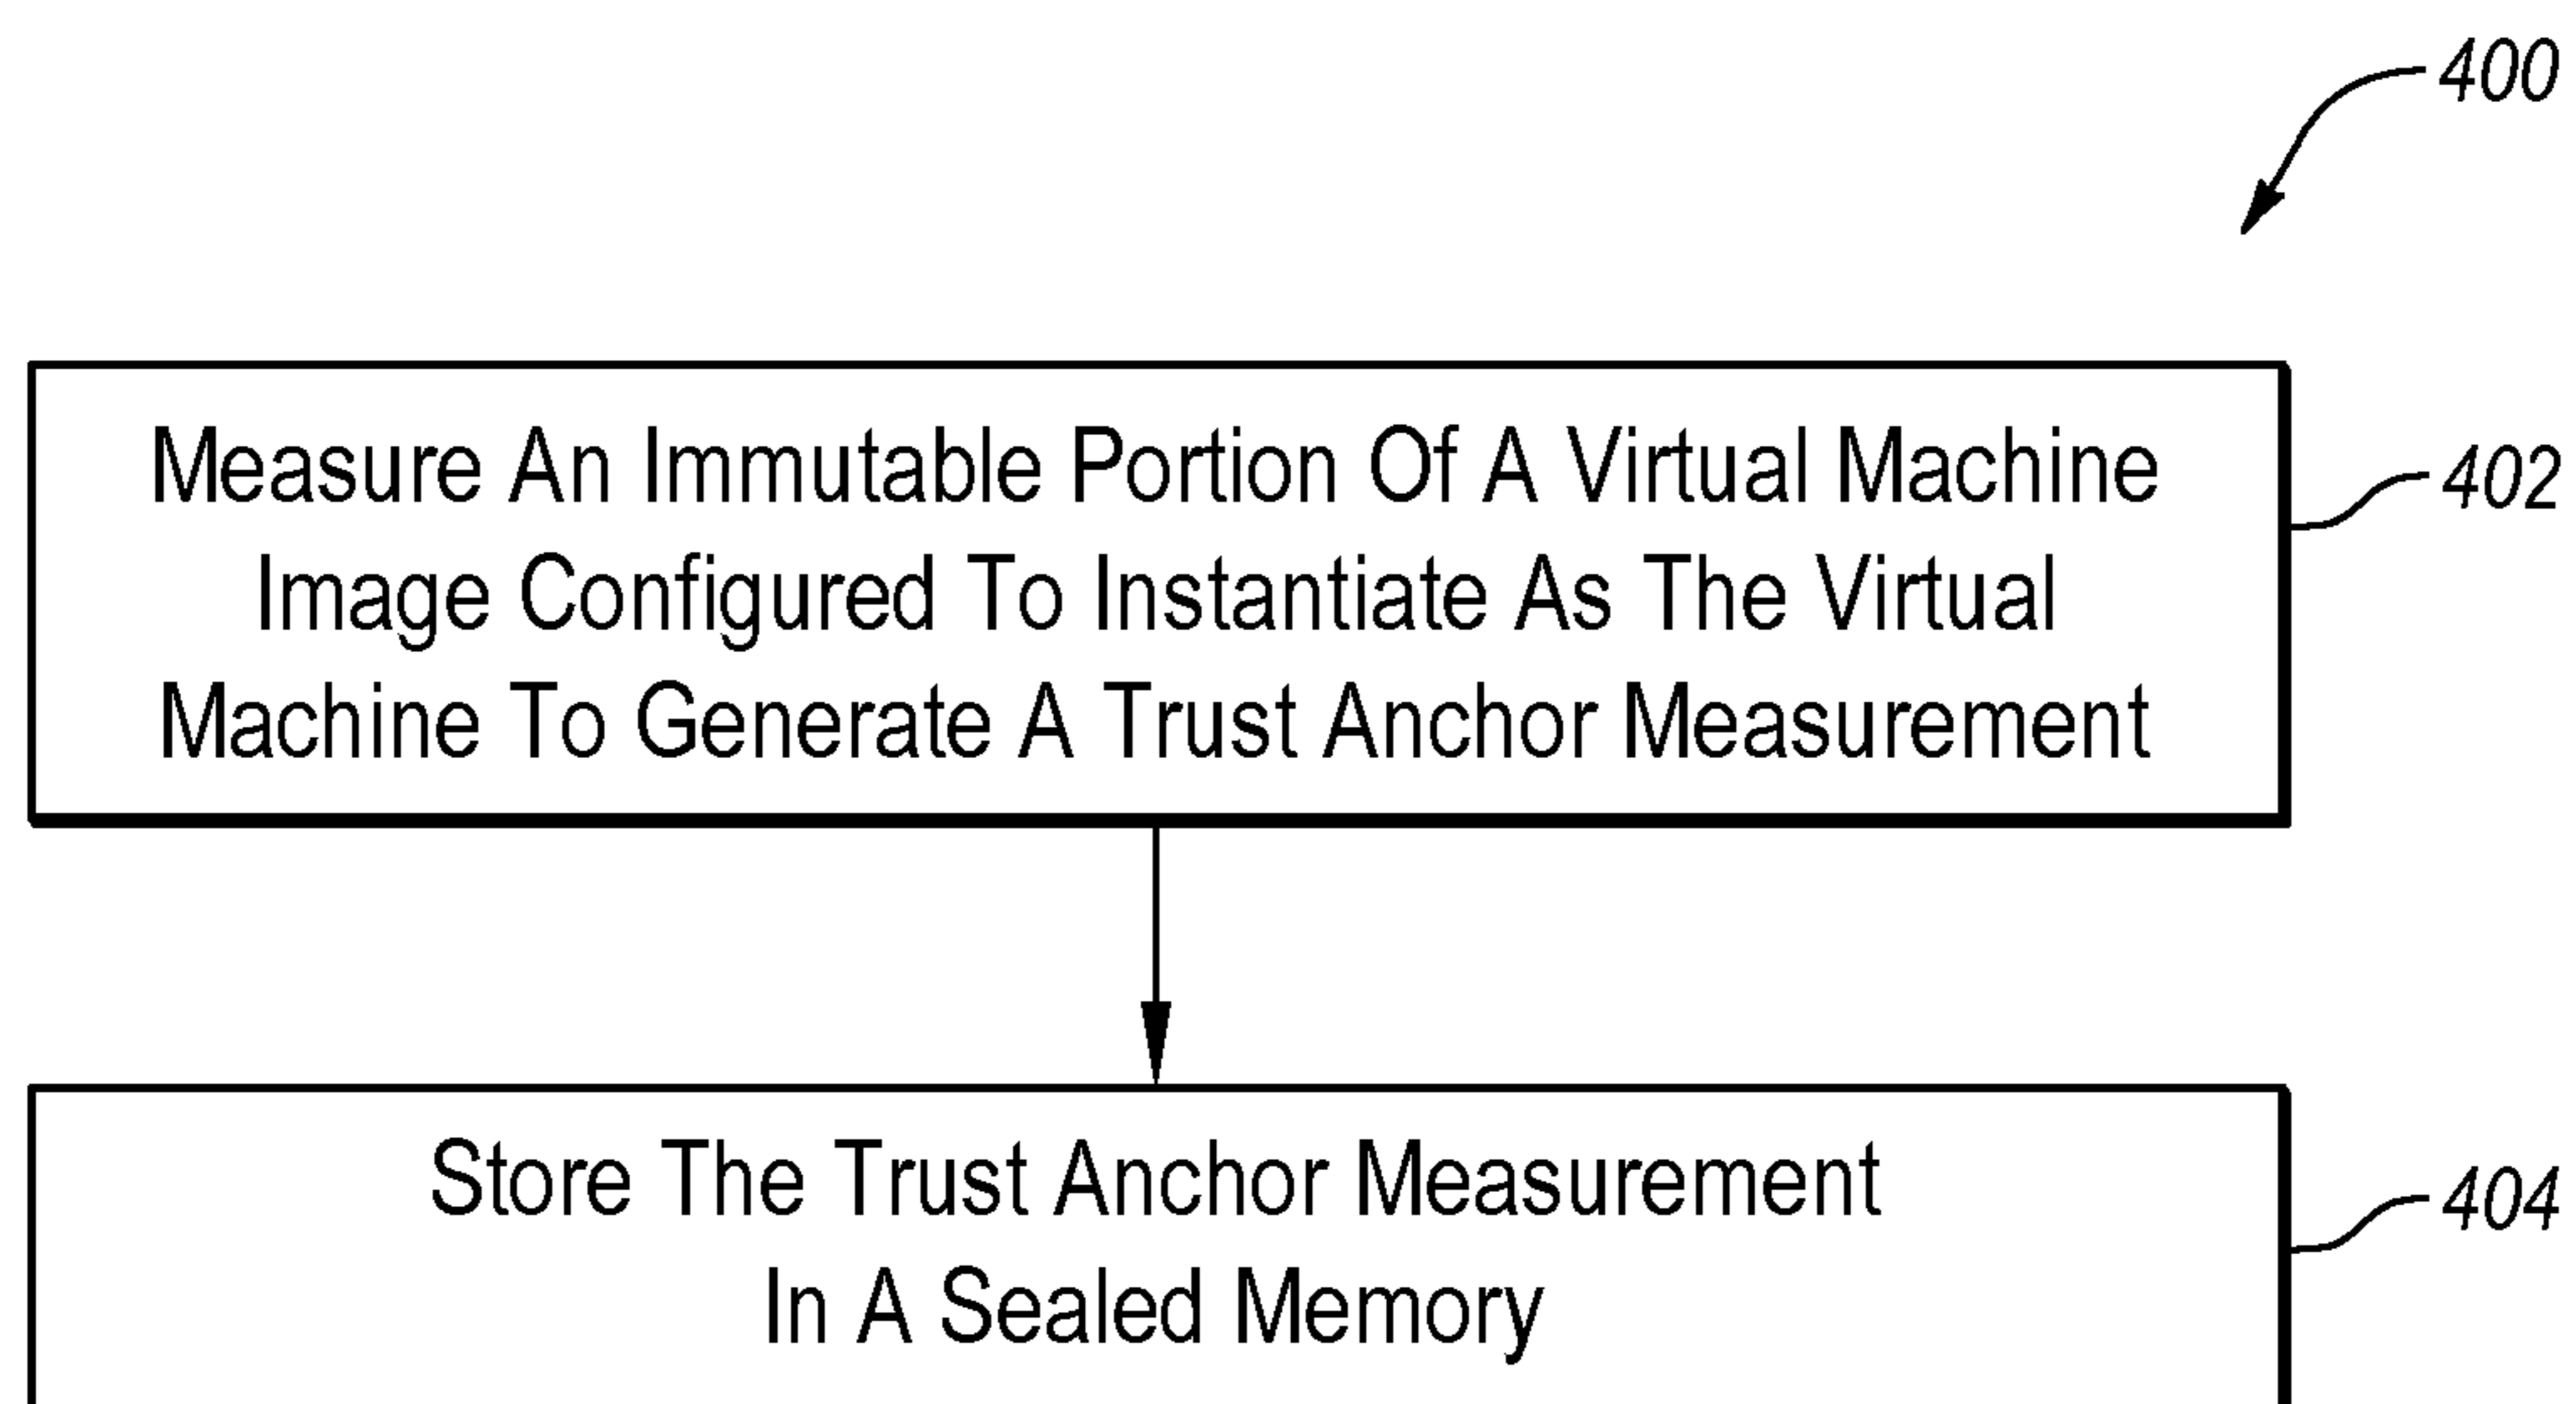 400
Measure An Immutable Portion Of A Virtual Machine
Image Configured To Instantiate As The Virtual
Machine To Generate A Trust Anchor Measurement
402
Store The Trust Anchor Measurement
In A Sealed Memory
404